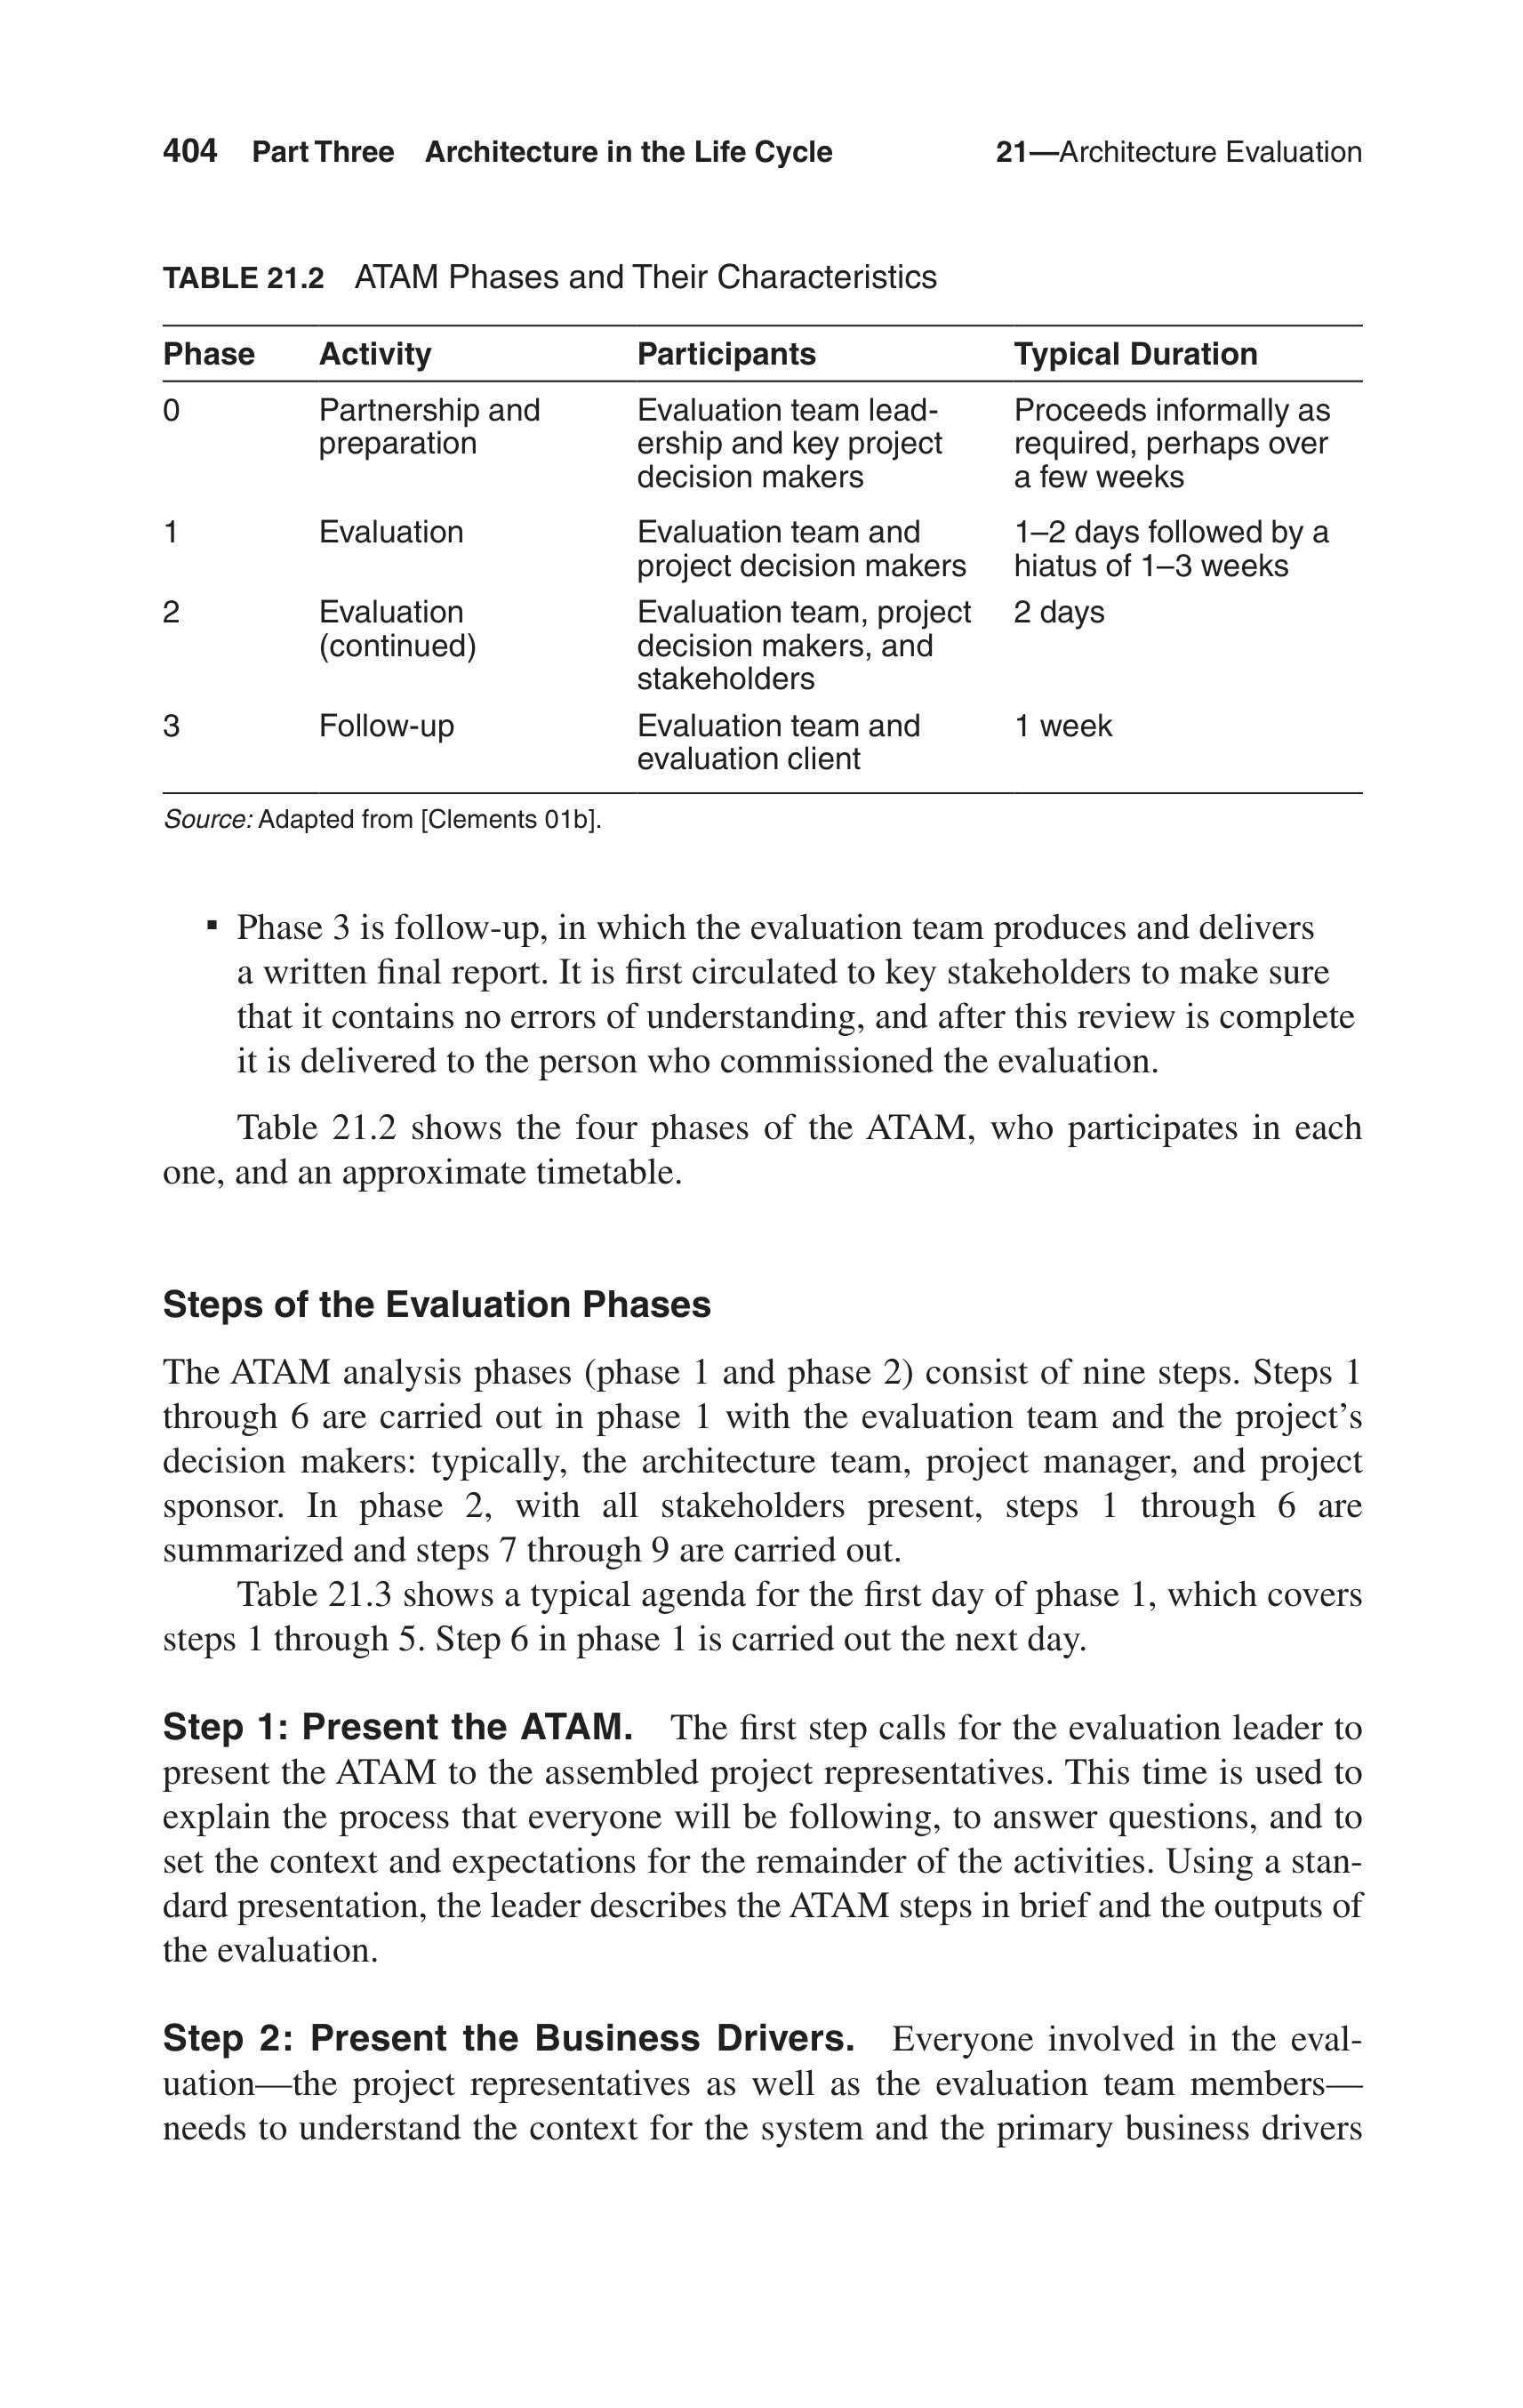 404 Part Three Architecture in the Life Cycle 21—Architecture Evaluation
TABLE 21.2 ATAM Phases and Their Characteristics
Phase Activity Participants Typical Duration
0 Partnership and Evaluation team lead- Proceeds informally as
preparation ership and key project required, perhaps over
decision makers a few weeks
1 Evaluation Evaluation team and 1–2 days followed by a
project decision makers hiatus of 1–3 weeks
2 Evaluation Evaluation team, project 2 days
(continued) decision makers, and
stakeholders
3 Follow-up Evaluation team and 1 week
evaluation client
Source: Adapted from [Clements 01b].
▪ Phase 3 is follow-up, in which the evaluation team produces and delivers
a written final report. It is first circulated to key stakeholders to make sure
that it contains no errors of understanding, and after this review is complete
it is delivered to the person who commissioned the evaluation.
Table 21.2 shows the four phases of the ATAM, who participates in each
one, and an approximate timetable.
Steps of the Evaluation Phases
The ATAM analysis phases (phase 1 and phase 2) consist of nine steps. Steps 1
through 6 are carried out in phase 1 with the evaluation team and the project’s
decision makers: typically, the architecture team, project manager, and project
sponsor. In phase 2, with all stakeholders present, steps 1 through 6 are
summarized and steps 7 through 9 are carried out.
Table 21.3 shows a typical agenda for the first day of phase 1, which covers
steps 1 through 5. Step 6 in phase 1 is carried out the next day.
Step 1: Present the ATAM. The first step calls for the evaluation leader to
present the ATAM to the assembled project representatives. This time is used to
explain the process that everyone will be following, to answer questions, and to
set the context and expectations for the remainder of the activities. Using a stan-
dard presentation, the leader describes the ATAM steps in brief and the outputs of
the evaluation.
Step 2: Present the Business Drivers. Everyone involved in the eval-
uation—the project representatives as well as the evaluation team members—
needs to understand the context for the system and the primary business drivers